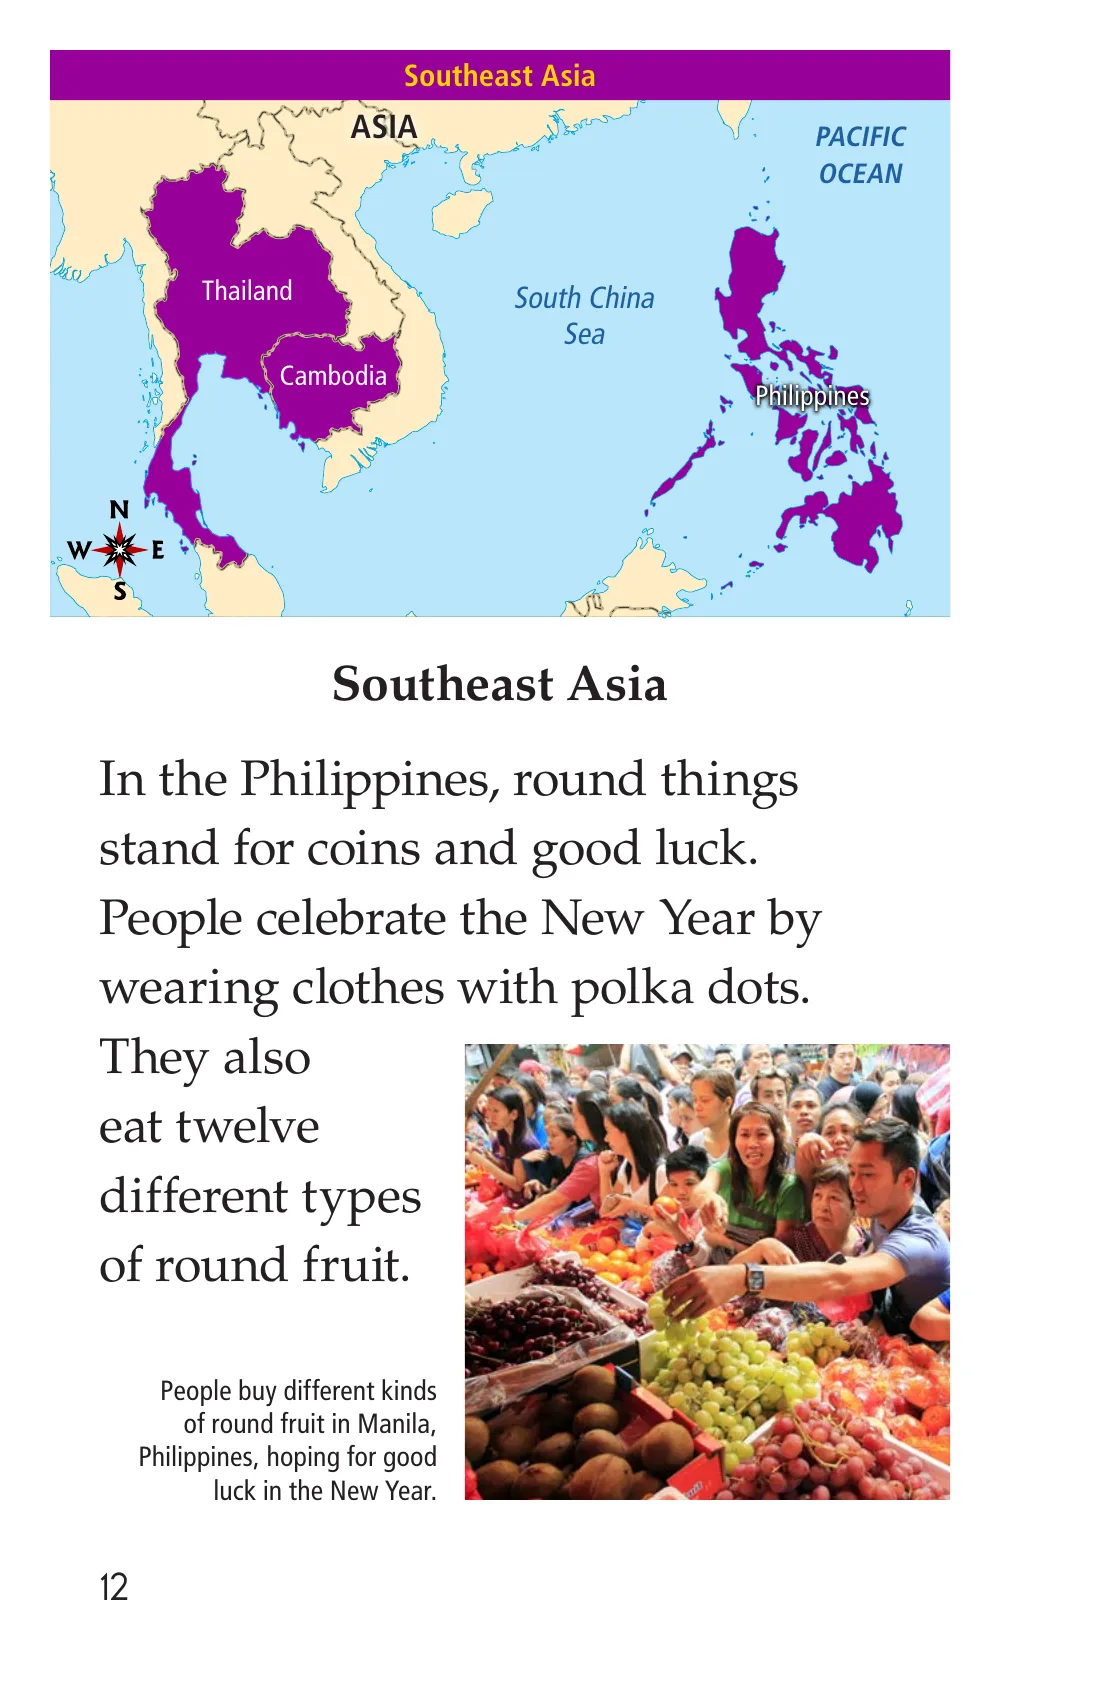 Southeast Asia
ASIA
PACIFIC
OCEAN
Thailand
South China
Sea
Cambodia
Philippines
N
W E
S
Southeast Asia
In the Philippines, round things
stand for coins and good luck.
People celebrate the New Year by
wearing clothes with polka dots.
They also
eat twelve
different types
of round fruit.
People buy different kinds
of round fruit in Manila,
Philippines, hoping for good
luck in the New Year.
12